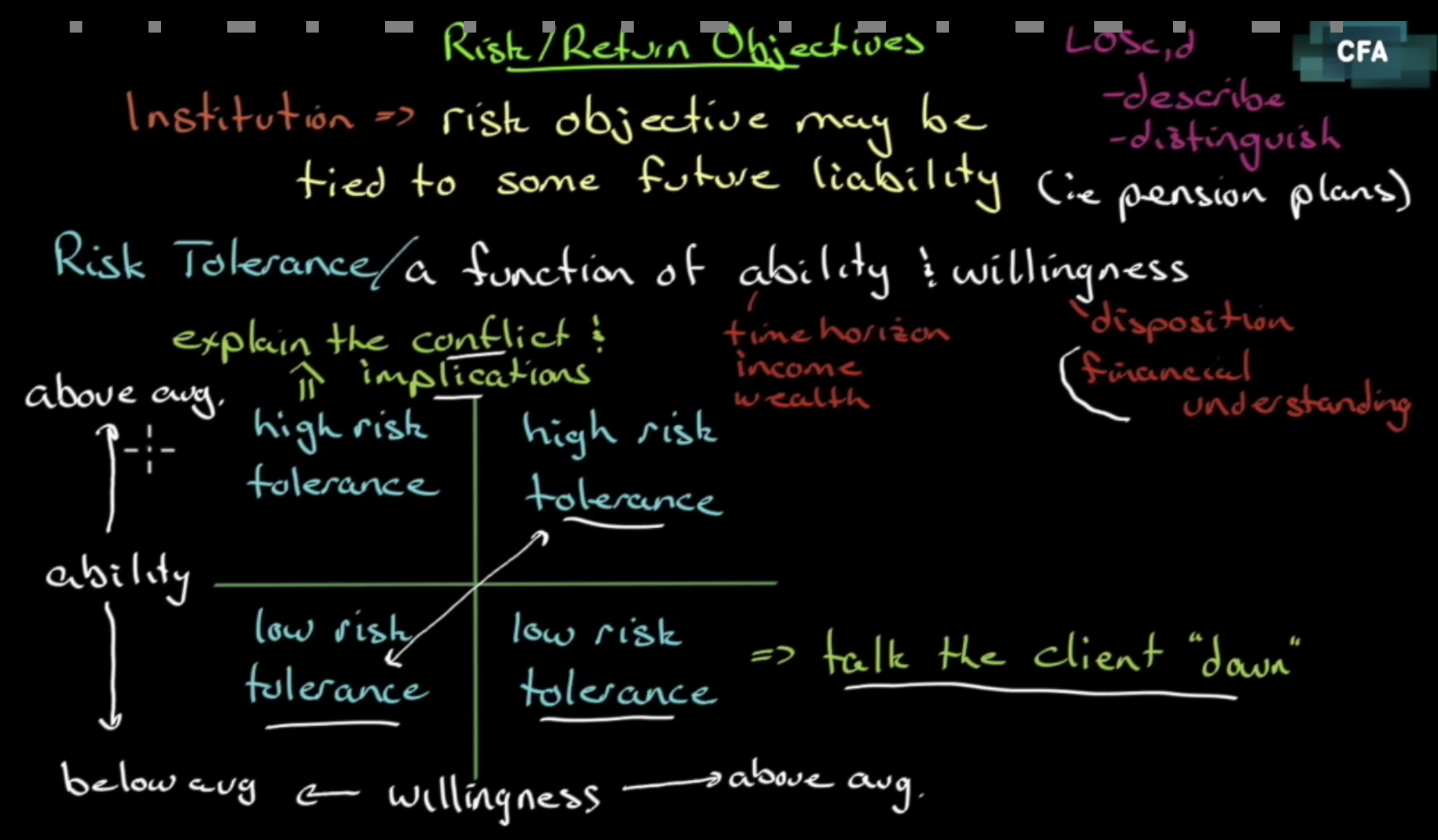 Risk/Return Objectives
LOSc,d
CFA
-describe
-distinguish
Institution => risk objective may be
tied to some future liability (ie pension plans)
Risk Tolerance/a function of ability & willingness
explain the conflict &
implications
time horizon
income
wealth
disposition
financial
understanding
above avg.
high risk
tolerance
high risk
tolerance
ability
low risk
tolerance
low risk
tolerance
=> talk the client "down"
below avg <- willingness -> above avg.